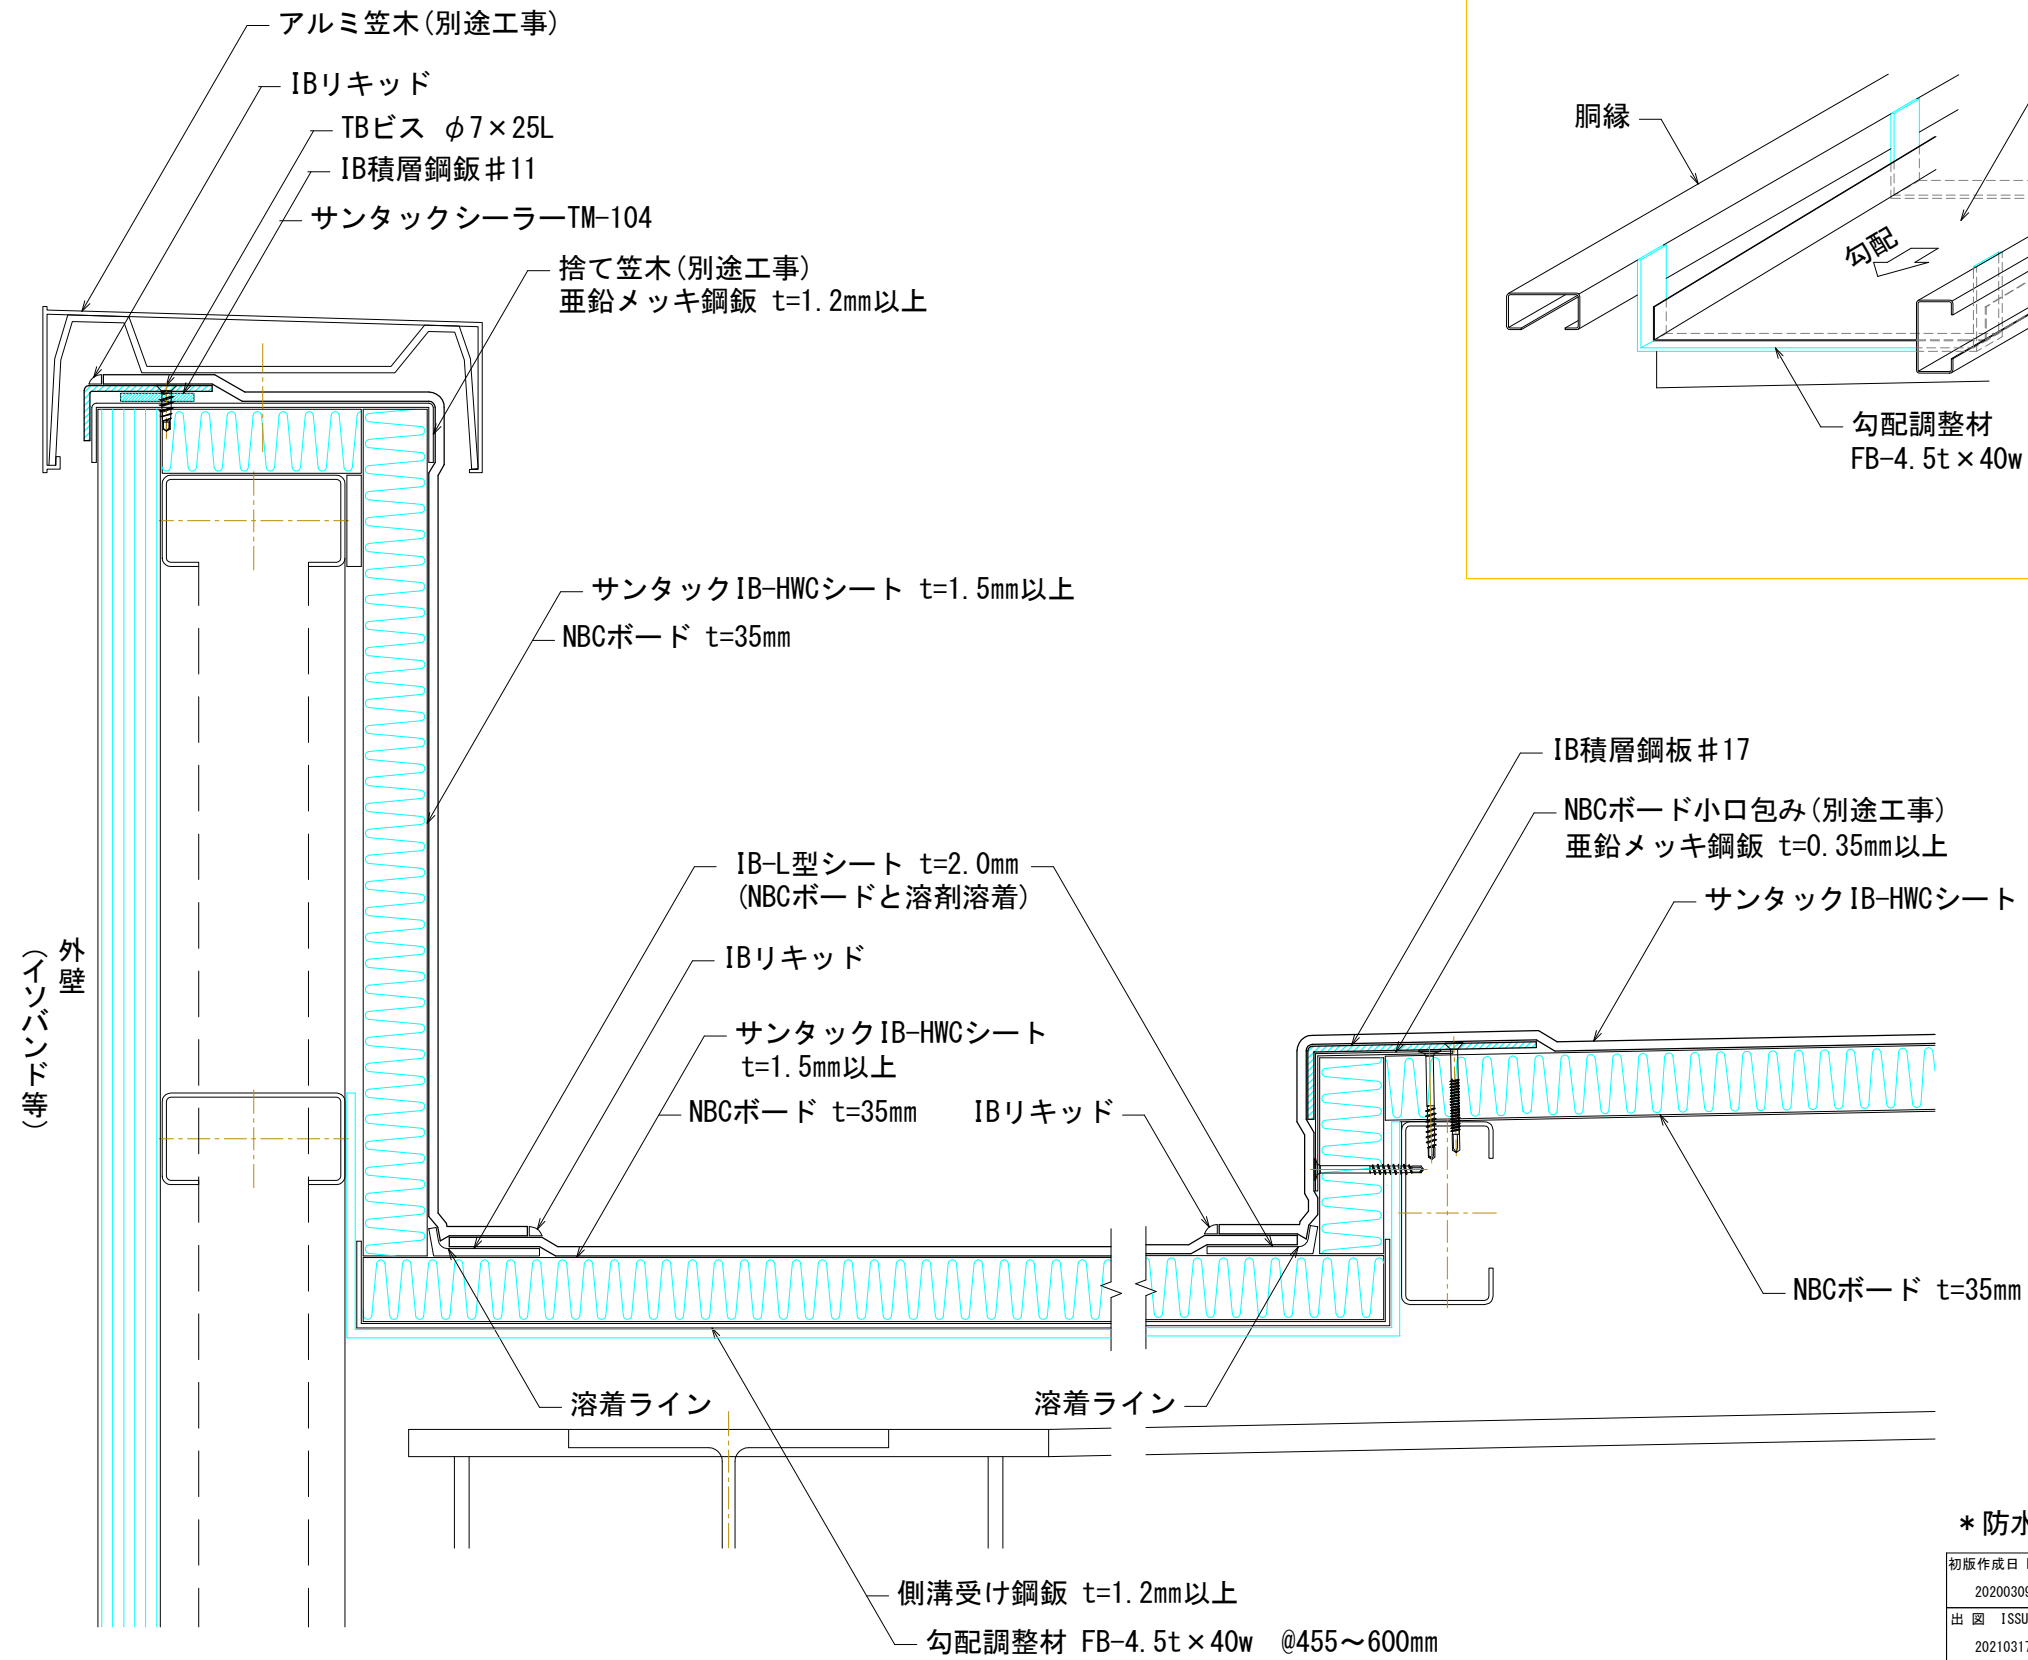 アルミ笠木(別途工事)
IBリキッド
TBビス φ7×25L
IB積層鋼鈑♯11
サンタックシーラーTM-104
捨て笠木(別途工事)
亜鉛メッキ鋼鈑 t=1.2mm以上
胴縁
勾配
勾配調整材
FB-4.5t×40w
サンタックIB-HWCシート t=1.5mm以上
NBCボード t=35mm
IB積層鋼板♯17
NBCボード小口包み(別途工事)
亜鉛メッキ鋼鈑 t=0.35mm以上
サンタックIB-HWCシート
IB-L型シート t=2.0mm
(NBCボードと溶剤溶着)
IBリキッド
サンタックIB-HWCシート
t=1.5mm以上
NBCボード t=35mm
IBリキッド
外壁
(イソバンド等)
NBCボード t=35mm
溶着ライン
溶着ライン
側溝受け鋼鈑 t=1.2mm以上
勾配調整材 FB-4.5t×40w @455～600mm
*防水
初版作成日
20200309
出 図 ISSU
20210317